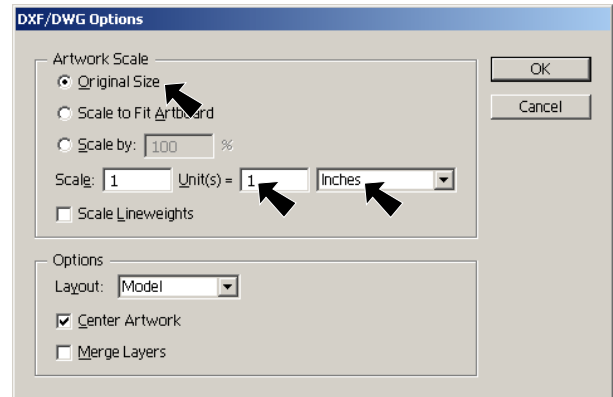 DXF/DWG Options
Artwork Scale
Original Size
Scale to Fit Artboard
Scale by: 100 %
Scale: 1 Unit(s) = 1 Inches
Scale Lineweights
Options
Layout: Model
Center Artwork
Merge Layers
OK
Cancel